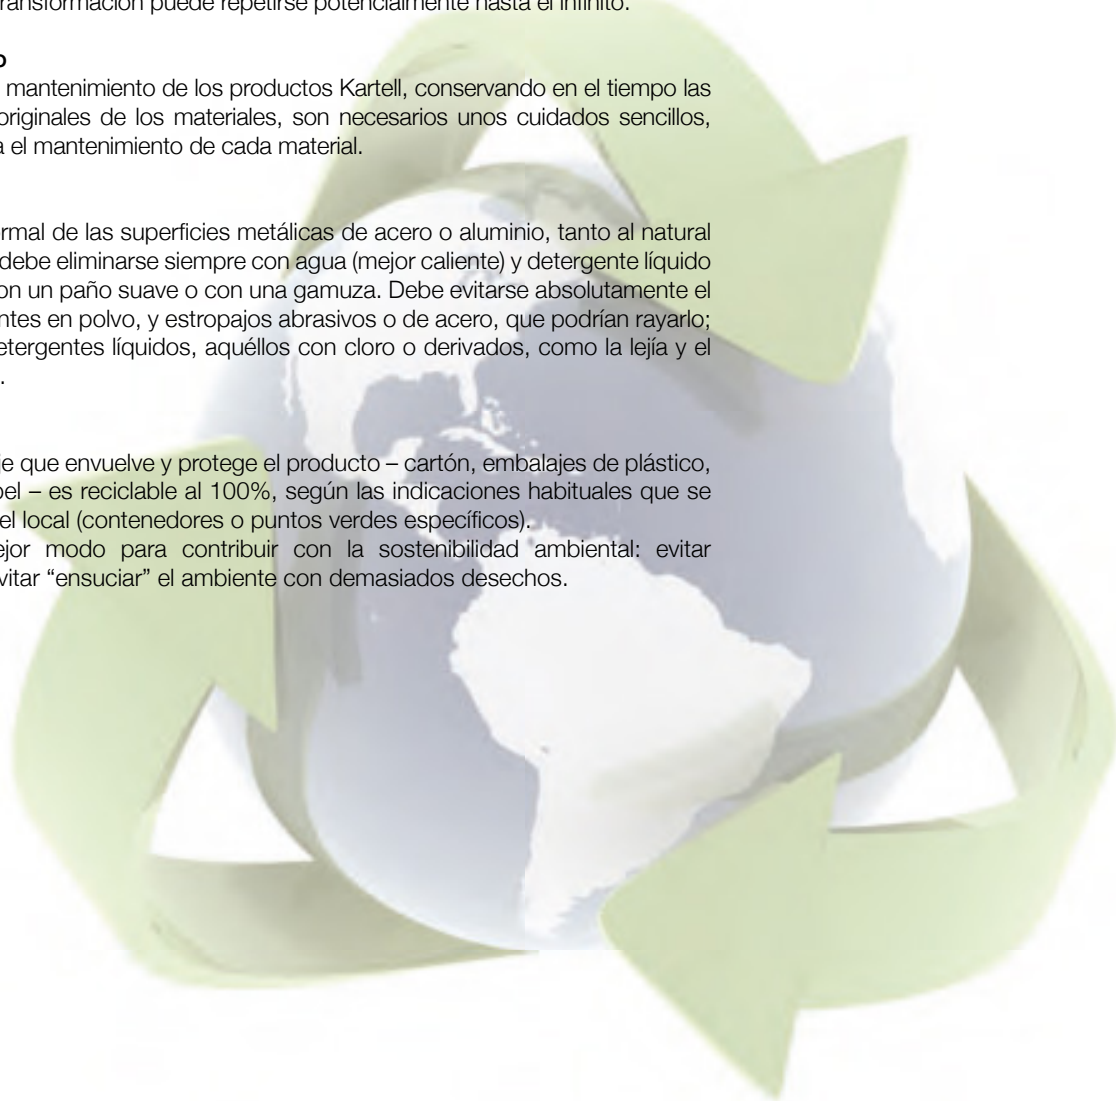 ransformación puede repetirse potencialmente hasta el infinito.
o
mantenimiento de los productos Kartell, conservando en el tiempo las
originales de los materiales, son necesarios unos cuidados sencillos,
a el mantenimiento de cada material.
rmal de las superficies metálicas de acero o aluminio, tanto al natural
debe eliminarse siempre con agua (mejor caliente) y detergente líquido
on un paño suave o con una gamuza. Debe evitarse absolutamente el
ntes en polvo, y estropajos abrasivos o de acero, que podrían rayarlo;
etergentes líquidos, aquéllos con cloro o derivados, como la lejía y el
.
je que envuelve y protege el producto – cartón, embalajes de plástico,
pel – es reciclable al 100%, según las indicaciones habituales que se
el local (contenedores o puntos verdes específicos).
ejor modo para contribuir con la sostenibilidad ambiental: evitar
vitar “ensuciar” el ambiente con demasiados desechos.